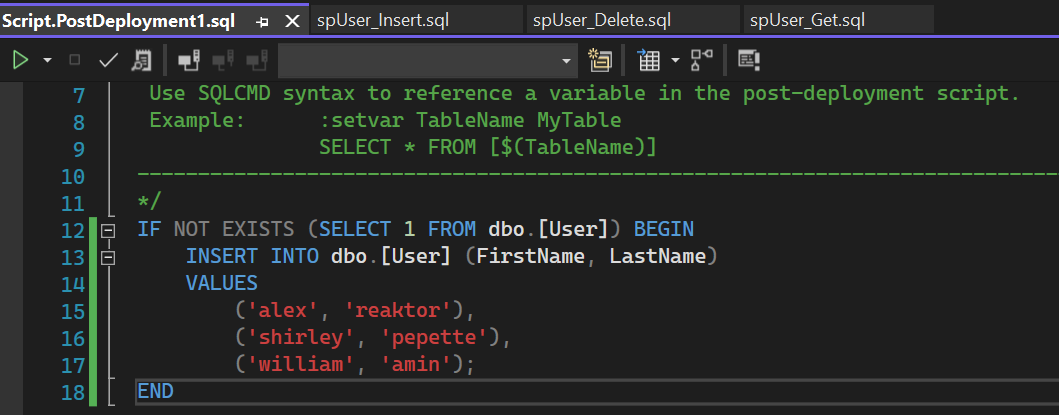 Script.PostDeployment1.sql spUser_Insert.sql spUser_Delete.sql spUser_Get.sql
7 Use SQLCMD syntax to reference a variable in the post-deployment script.
8 Example: :setvar TableName MyTable
9 SELECT * FROM [$(TableName)]
10 --------------------------------------------------------------------------------------
11 */
12 IF NOT EXISTS (SELECT 1 FROM dbo.[User]) BEGIN
13 INSERT INTO dbo.[User] (FirstName, LastName)
14 VALUES
15 ('alex', 'reaktor'),
16 ('shirley', 'pepette'),
17 ('william', 'amin');
18 END